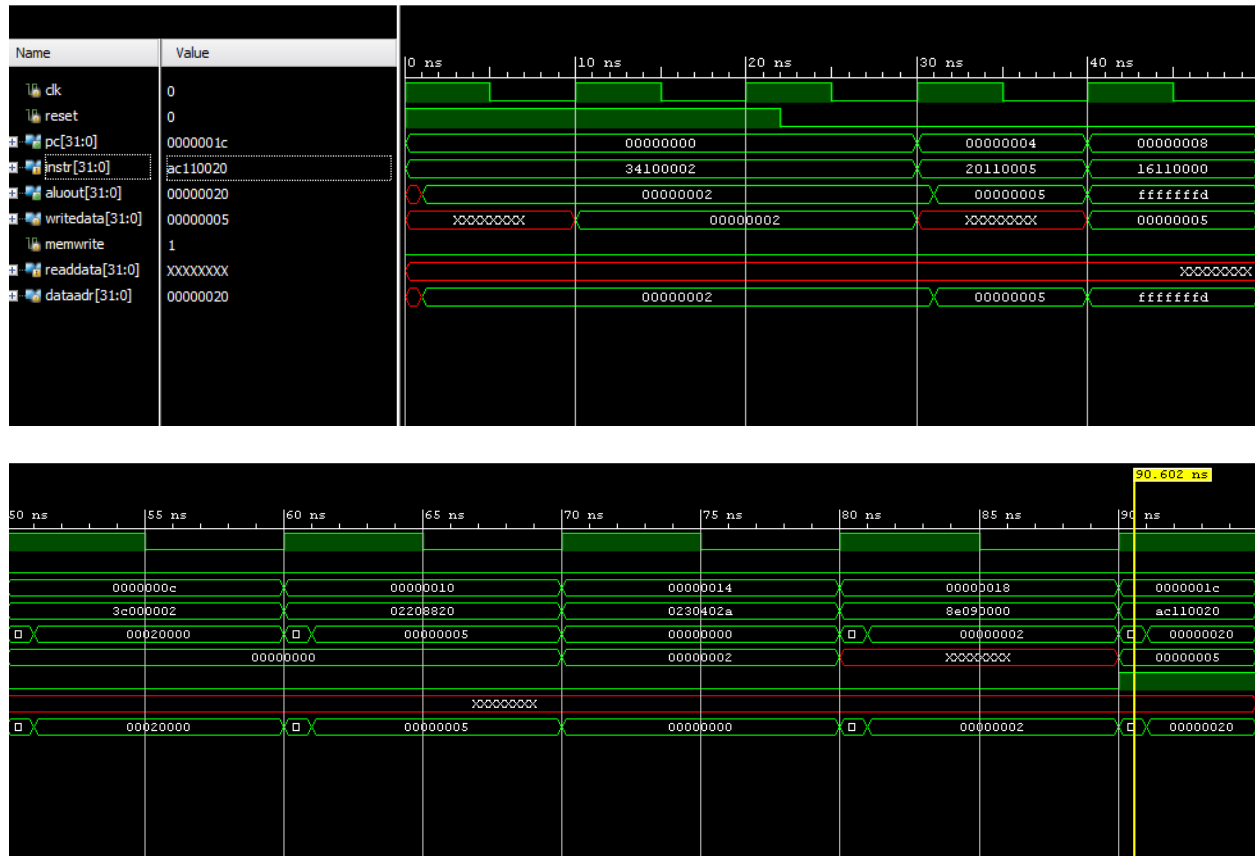 Name Value
0 ns 10 ns 20 ns 30 ns 40 ns
clk 0
reset 0
pc[31:0] 0000001c 00000000 00000004 00000008
instr[31:0] ac110020 34100002 20110005 16110000
aluout[31:0] 00000020 00000002 00000005 fffffffd
writedata[31:0] 00000005 XXXXXXXX 00000002 XXXXXXXX 00000005
memwrite 1
readdata[31:0] XXXXXXXX XXXXXXXX
dataadr[31:0] 00000020 00000002 00000005 fffffffd
90.602 ns
50 ns 55 ns 60 ns 65 ns 70 ns 75 ns 80 ns 85 ns 90 ns
0000000c 00000010 00000014 00000018 0000001c
3c000002 02208820 0230402a 8e090000 ac110020
00020000 00000005 00000000 00000002 00000020
00000000 00000002 XXXXXXXX 00000005
XXXXXXXX
00020000 00000005 00000000 00000002 00000020